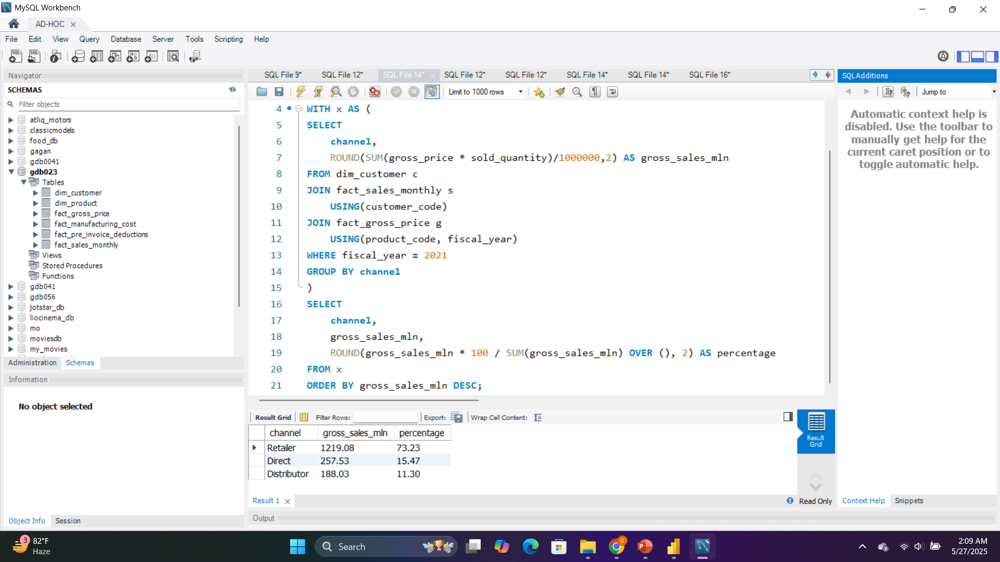 MySQL Workbench
AD-HOC
File Edit View Query Database Server Tools Scripting Help
Navigator
SCHEMAS
Filter objects
atliq_motors
classicmodels
food_db
gagan
gdb0041
gdb023
Tables
dim_customer
dim_product
fact_gross_price
fact_manufacturing_cost
fact_pre_invoice_deductions
fact_sales_monthly
Views
Stored Procedures
Functions
gdb041
gdb056
jotstar_db
liocinema_db
mo
moviesdb
my_movies
Administration Schemas
Information
No object selected
Object Info Session
SQL File 9* SQL File 12* SQL File 14* SQL File 12* SQL File 12* SQL File 14* SQL File 14* SQL File 16*
Limit to 1000 rows
4 WITH x AS (
5 SELECT
6 channel,
7 ROUND(SUM(gross_price * sold_quantity)/1000000,2) AS gross_sales_mln
8 FROM dim_customer c
9 JOIN fact_sales_monthly s
10 USING(customer_code)
11 JOIN fact_gross_price g
12 USING(product_code, fiscal_year)
13 WHERE fiscal_year = 2021
14 GROUP BY channel
15 )
16 SELECT
17 channel,
18 gross_sales_mln,
19 ROUND(gross_sales_mln * 100 / SUM(gross_sales_mln) OVER (), 2) AS percentage
20 FROM x
21 ORDER BY gross_sales_mln DESC;
Result Grid Filter Rows: Export: Wrap Cell Content:
channel gross_sales_mln percentage
Retailer 1219.08 73.23
Direct 257.53 15.47
Distributor 188.03 11.30
Result
Grid
Result 1
Read Only
Output
SQLAdditions
Jump to
Automatic context help is
disabled. Use the toolbar to
manually get help for the
current caret position or to
toggle automatic help.
Context Help Snippets
3
82°F
Haze
Search
G
2:09 AM
5/27/2025